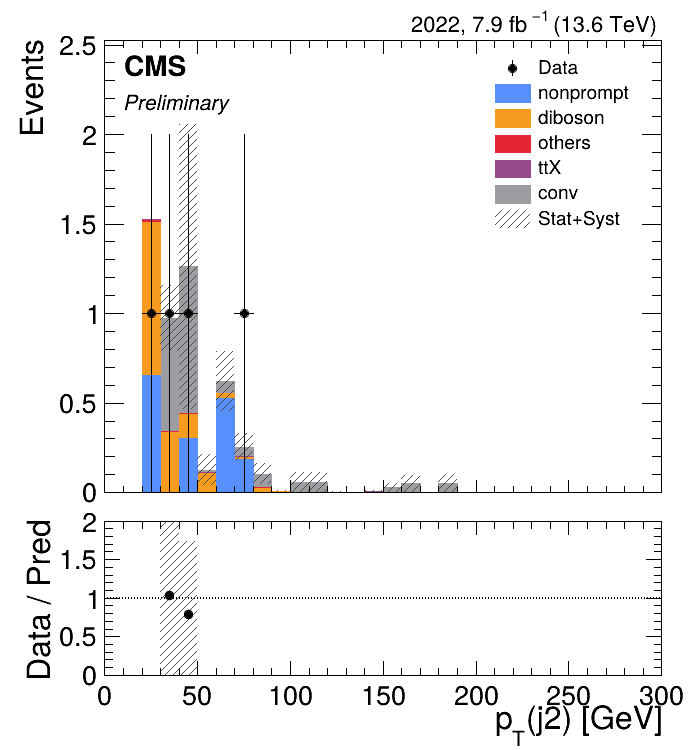 2022, 7.9 fb⁻¹ (13.6 TeV)
Events
2.5
2
1.5
1
0.5
0
CMS
Preliminary
Data
nonprompt
diboson
others
ttX
conv
Stat+Syst
Data / Pred
2
1.5
1
0.5
0
0 50 100 150 200 250 300
p_T(j2) [GeV]